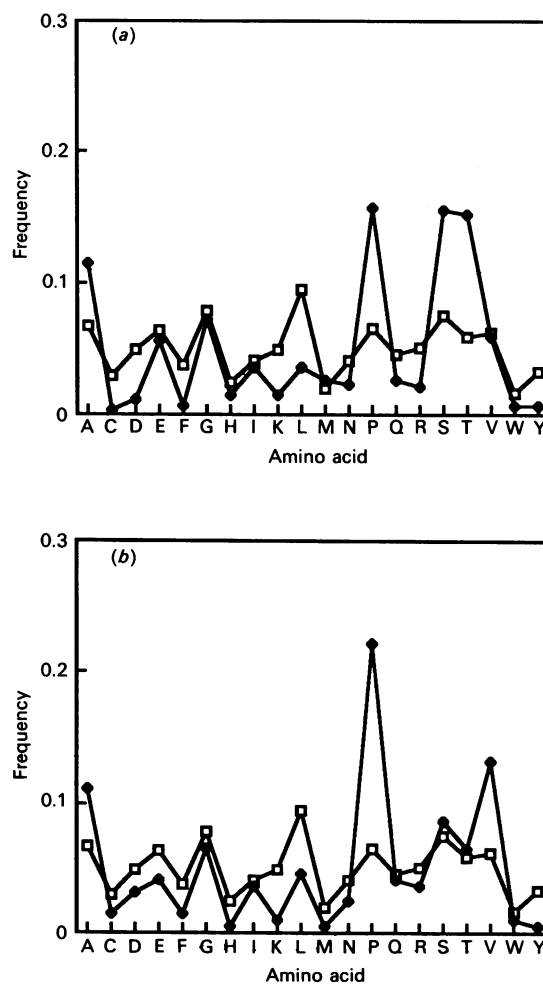 (a)
0.3
0.2
0.1
0
Frequency
A C D E F G H I K L M N P Q R S T V W Y
Amino acid
(b)
0.3
0.2
0.1
0
Frequency
A C D E F G H I K L M N P Q R S T V W Y
Amino acid